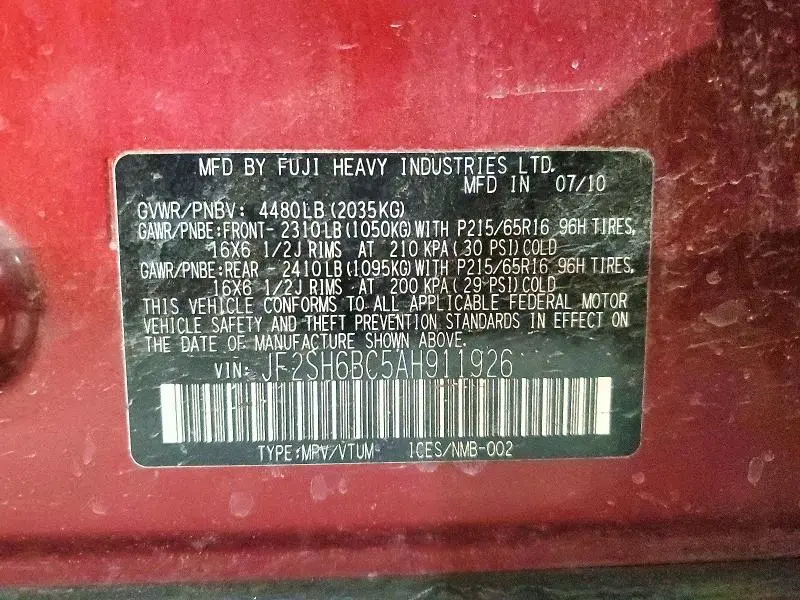 MFD BY FUJI HEAVY INDUSTRIES LTD.
MFD IN 07/10
GVWR/PNBV: 4480LB(2035KG)
GAWR/PNBE:FRONT- 2310LB(1050KG)WITH P215/65R16 96H TIRES,
16X6 1/2J RIMS AT 210 KPA(30 PSI)COLD
GAWR/PNBE:REAR - 2410LB(1095KG)WITH P215/65R16 96H TIRES,
16X6 1/2J RIMS AT 200 KPA(29 PSI)COLD
THIS VEHICLE CONFORMS TO ALL APPLICABLE FEDERAL MOTOR
VEHICLE SAFETY AND THEFT PREVENTION STANDARDS IN EFFECT ON
THE DATE OF MANUFACTURE SHOWN ABOVE.
VIN: JF2SH6BC5AH911926
TYPE:MPV/VTUM ICES/NMB-002